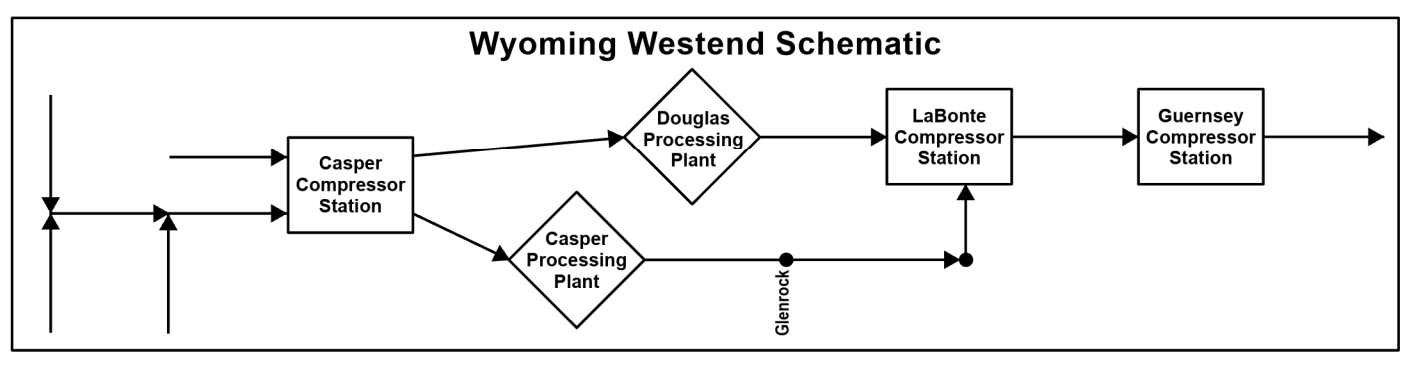 Wyoming Westend Schematic
Casper
Compressor
Station
Douglas
Processing
Plant
Casper
Processing
Plant
Glenrock
LaBonte
Compressor
Station
Guernsey
Compressor
Station